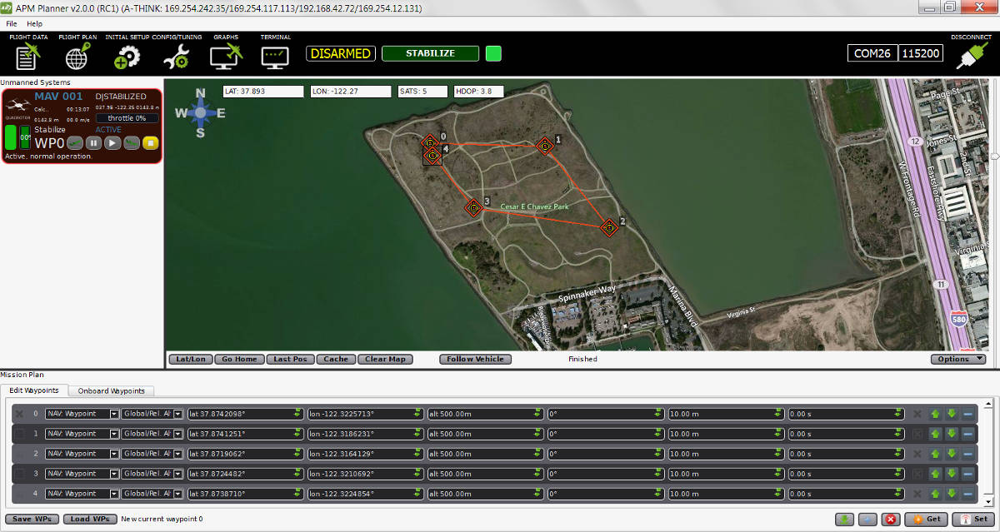 APM Planner v2.0.0 (RC1) (A-THINK: 169.254.242.35/169.254.117.113/192.168.42.72/169.254.12.131)
File Help
FLIGHT DATA FLIGHT PLAN INITIAL SETUP CONFIG/TUNING GRAPHS TERMINAL DISCONNECT
DISARMED STABILIZE COM26 115200
Unmanned Systems
MAV 001 D|STABILIZED
Calc.. 00:13:07 037.9E -122.3S 0143.8 m
QUADROTOR 0143.8 m 00.0 m/s throttle 0%
Stabilize ACTIVE
WP0
Active, normal operation.
LAT: 37.893 LON: -122.27 SATS: 5 HDOP: 3.8
N
W E
S
0
1
4
3
2
Cesar E Chavez Park
Spinnaker Way
Marina Blvd
Virginia St
Page St
Jones St
2nd St
W Frontage Rd
Eastshore Hwy
Virginia S
12
11
580
Lat/Lon Go Home Last Pos Cache Clear Map Follow Vehicle Finished Options
Mission Plan
Edit Waypoints Onboard Waypoints
0 NAV: Waypoint Global/Rel. Al lat 37.8742098° lon -122.3225713° alt 500.00m 0° 10.00 m 0.00 s
1 NAV: Waypoint Global/Rel. Al lat 37.8741251° lon -122.3186231° alt 500.00m 0° 10.00 m 0.00 s
2 NAV: Waypoint Global/Rel. Al lat 37.8719062° lon -122.3164129° alt 500.00m 0° 10.00 m 0.00 s
3 NAV: Waypoint Global/Rel. Al lat 37.8724482° lon -122.3210692° alt 500.00m 0° 10.00 m 0.00 s
4 NAV: Waypoint Global/Rel. Al lat 37.8738710° lon -122.3224854° alt 500.00m 0° 10.00 m 0.00 s
Save WPs Load WPs New current waypoint 0 Get Set